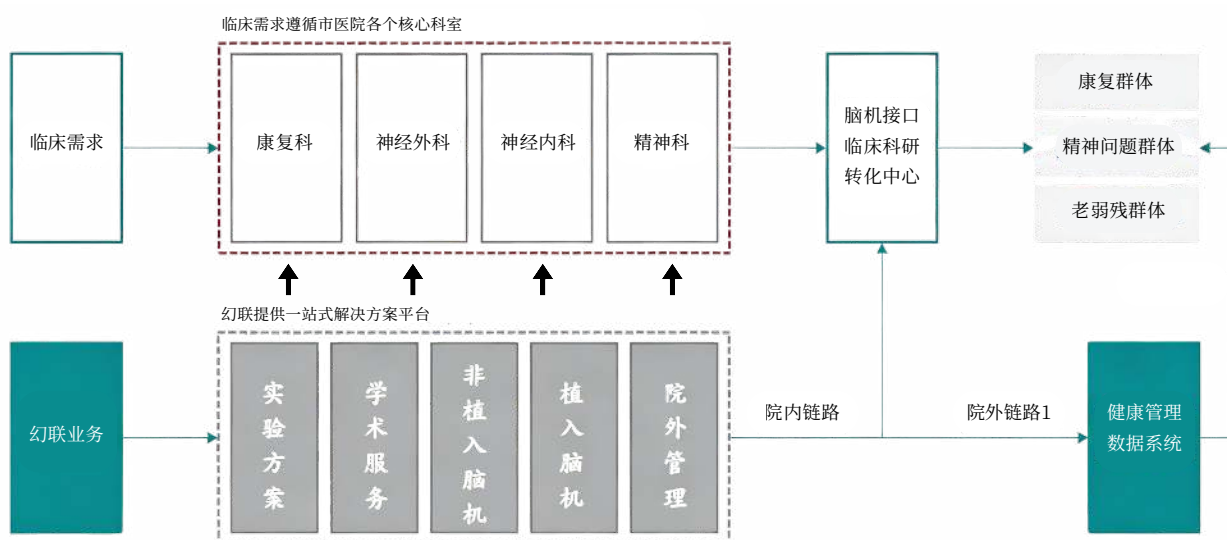 临床需求遵循市医院各个核心科室
临床需求
康复科
神经外科
神经内科
精神科
脑机接口
临床科研
转化中心
康复群体
精神问题群体
老弱残群体
幻联提供一站式解决方案平台
幻联业务
实验方案
学术服务
非植入脑机
植入脑机
院外管理
院内链路
院外链路1
健康管理
数据系统